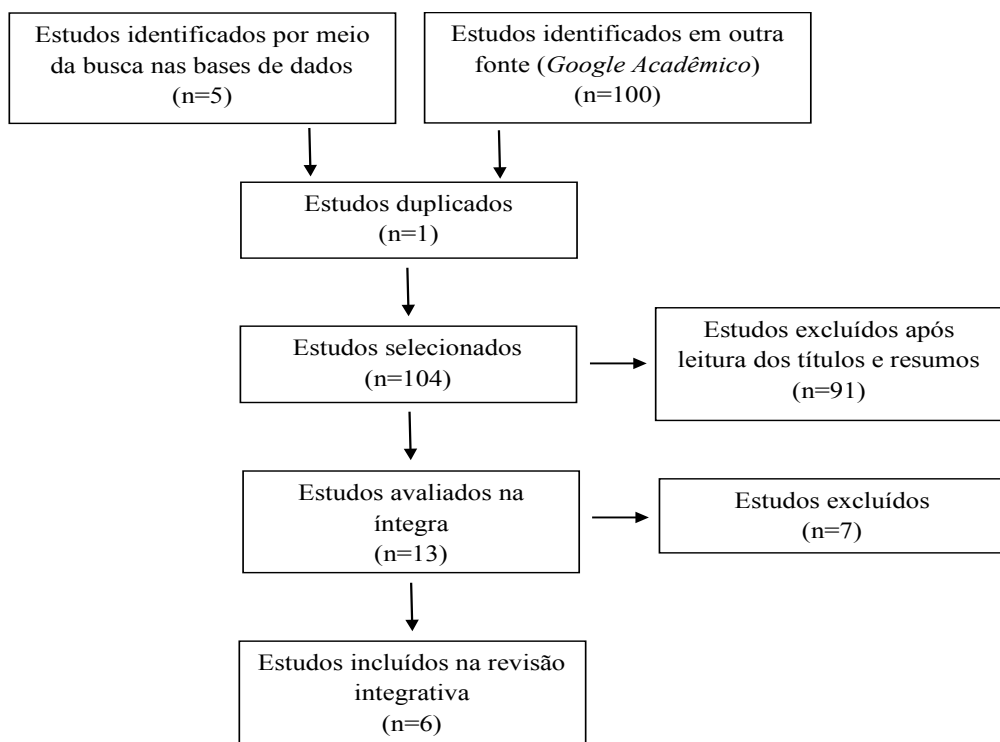 Estudos identificados por meio
da busca nas bases de dados
(n=5)
Estudos identificados em outra
fonte (Google Acadêmico)
(n=100)
Estudos duplicados
(n=1)
Estudos selecionados
(n=104)
Estudos excluídos após
leitura dos títulos e resumos
(n=91)
Estudos avaliados na
íntegra
(n=13)
Estudos excluídos
(n=7)
Estudos incluídos na revisão
integrativa
(n=6)